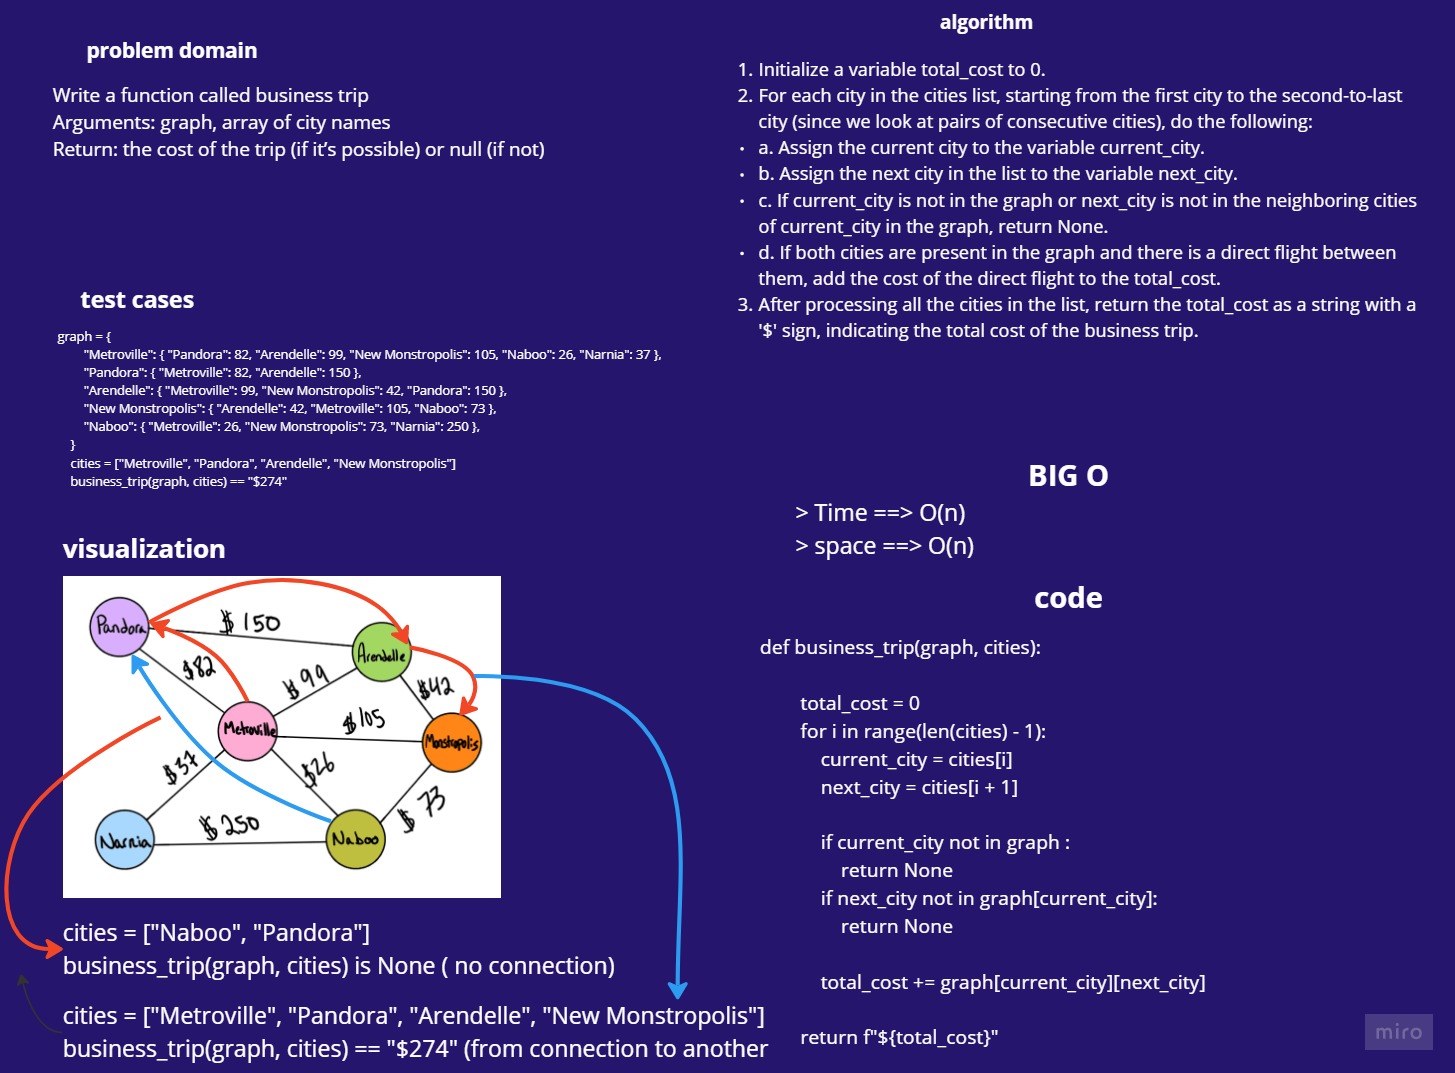 problem domain
Write a function called business trip
Arguments: graph, array of city names
Return: the cost of the trip (if it’s possible) or null (if not)
test cases
graph = {
"Metroville": { "Pandora": 82, "Arendelle": 99, "New Monstropolis": 105, "Naboo": 26, "Narnia": 37 },
"Pandora": { "Metroville": 82, "Arendelle": 150 },
"Arendelle": { "Metroville": 99, "New Monstropolis": 42, "Pandora": 150 },
"New Monstropolis": { "Arendelle": 42, "Metroville": 105, "Naboo": 73 },
"Naboo": { "Metroville": 26, "New Monstropolis": 73, "Narnia": 250 },
}
cities = ["Metroville", "Pandora", "Arendelle", "New Monstropolis"]
business_trip(graph, cities) == "$274"
visualization
Pandora
$ 150
Arendelle
$82
$99
$42
Metroville
$105
Monstropolis
$37
$26
$ 73
Narnia
$ 250
Naboo
cities = ["Naboo", "Pandora"]
business_trip(graph, cities) is None ( no connection)
cities = ["Metroville", "Pandora", "Arendelle", "New Monstropolis"]
business_trip(graph, cities) == "$274" (from connection to another
algorithm
1. Initialize a variable total_cost to 0.
2. For each city in the cities list, starting from the first city to the second-to-last
city (since we look at pairs of consecutive cities), do the following:
• a. Assign the current city to the variable current_city.
• b. Assign the next city in the list to the variable next_city.
• c. If current_city is not in the graph or next_city is not in the neighboring cities
of current_city in the graph, return None.
• d. If both cities are present in the graph and there is a direct flight between
them, add the cost of the direct flight to the total_cost.
3. After processing all the cities in the list, return the total_cost as a string with a
'$' sign, indicating the total cost of the business trip.
BIG O
> Time ==> O(n)
> space ==> O(n)
code
def business_trip(graph, cities):
total_cost = 0
for i in range(len(cities) - 1):
current_city = cities[i]
next_city = cities[i + 1]
if current_city not in graph :
return None
if next_city not in graph[current_city]:
return None
total_cost += graph[current_city][next_city]
return f"${total_cost}"
miro